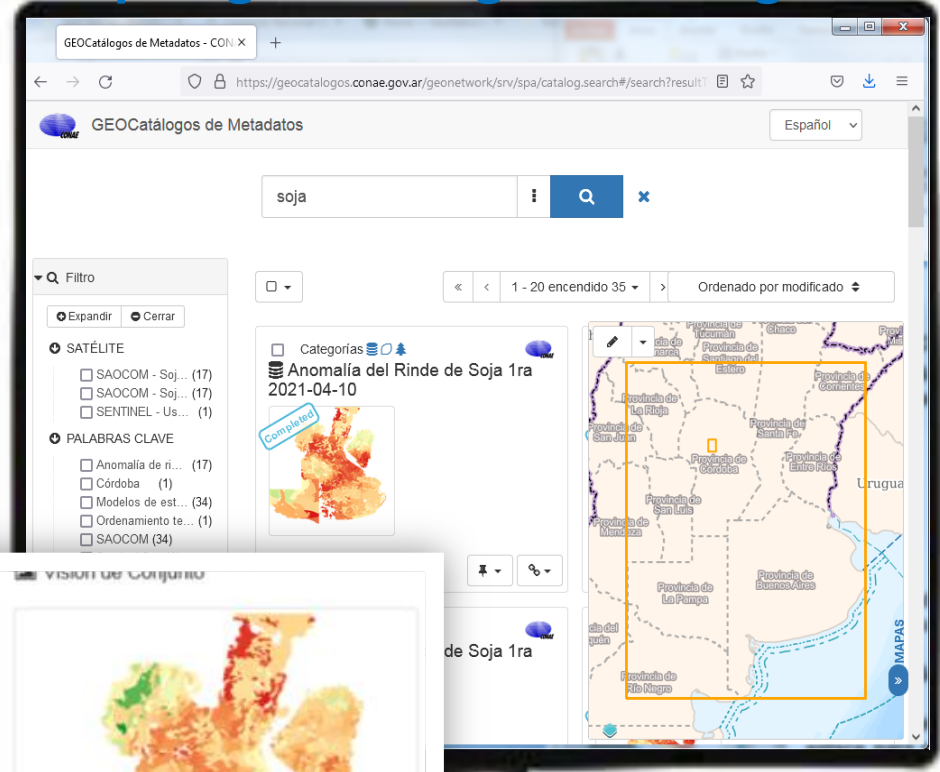 GEOCatálogos de Metadatos - CON
https://geocatalogos.conae.gov.ar/geonetwork/srv/spa/catalog.search#/search?result
CONAE
GEOCatálogos de Metadatos
Español
soja
Filtro
Expandir
Cerrar
SATÉLITE
SAOCOM - Soj... (17)
SAOCOM - Soj... (17)
SENTINEL - Us... (1)
PALABRAS CLAVE
Anomalía de ri... (17)
Córdoba (1)
Modelos de est... (34)
Ordenamiento te... (1)
SAOCOM (34)
1 - 20 encendido 35
Ordenado por modificado
Categorías
CONAE
Anomalía del Rinde de Soja 1ra
2021-04-10
Completed
CONAE
de Soja 1ra
Visión de Conjunto
Provincia de
Tucumán
Chaco
Provincia de
Santiago del
Estero
Provincia de
Corrientes
Provincia de
La Rioja
Provincia de
San Juan
Provincia de
Santa Fe
Provincia de
Córdoba
Provincia de
Entre Ríos
Urugua
Provincia de
San Luis
Provincia de
Mendoza
Provincia de
La Pampa
Provincia de
Buenos Aires
Provincia de
Río Negro
MAPAS